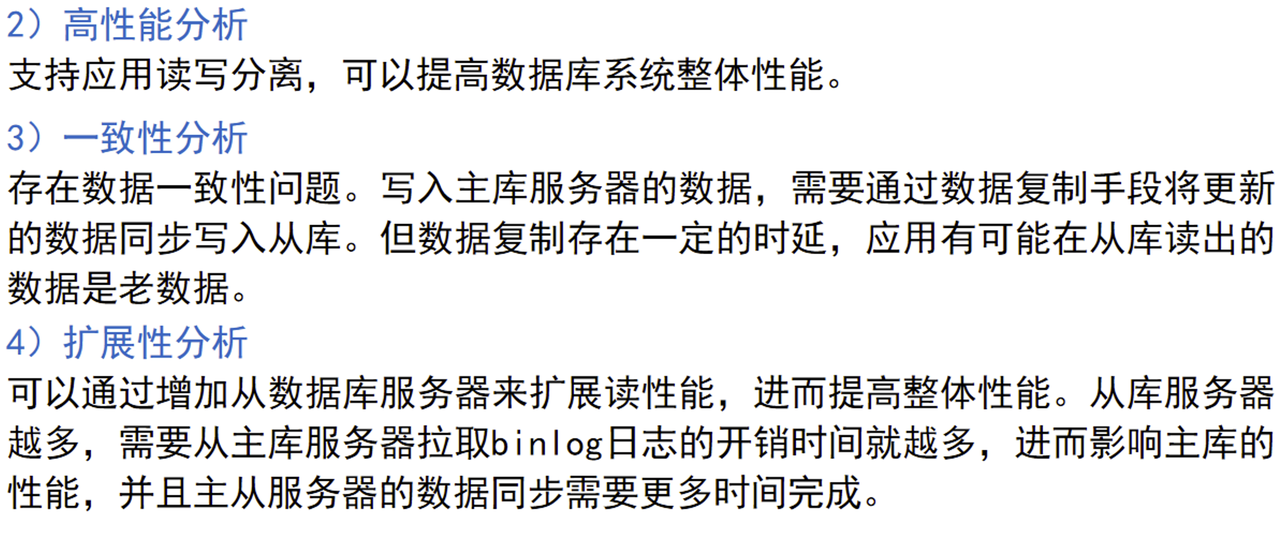 2）高性能分析
支持应用读写分离，可以提高数据库系统整体性能。
3）一致性分析
存在数据一致性问题。写入主库服务器的数据，需要通过数据复制手段将更新
的数据同步写入从库。但数据复制存在一定的时延，应用有可能在从库读出的
数据是老数据。
4）扩展性分析
可以通过增加从数据库服务器来扩展读性能，进而提高整体性能。从库服务器
越多，需要从主库服务器拉取binlog日志的开销时间就越多，进而影响主库的
性能，并且主从服务器的数据同步需要更多时间完成。